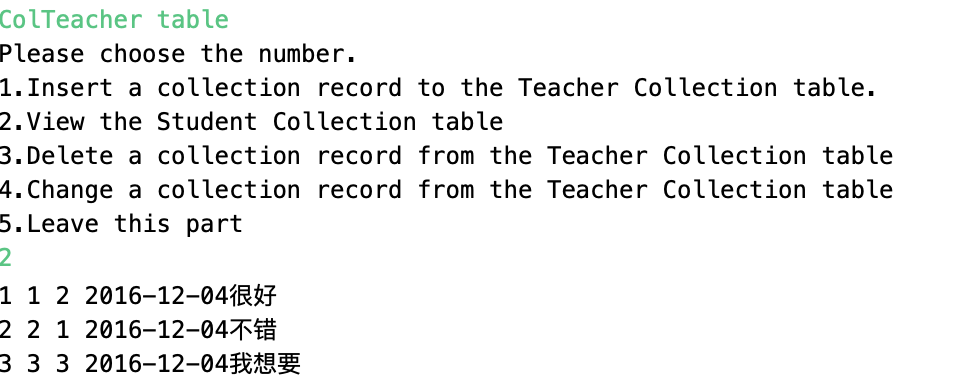 ColTeacher table
Please choose the number.
1.Insert a collection record to the Teacher Collection table.
2.View the Student Collection table
3.Delete a collection record from the Teacher Collection table
4.Change a collection record from the Teacher Collection table
5.Leave this part
2
1 1 2 2016-12-04很好
2 2 1 2016-12-04不错
3 3 3 2016-12-04我想要